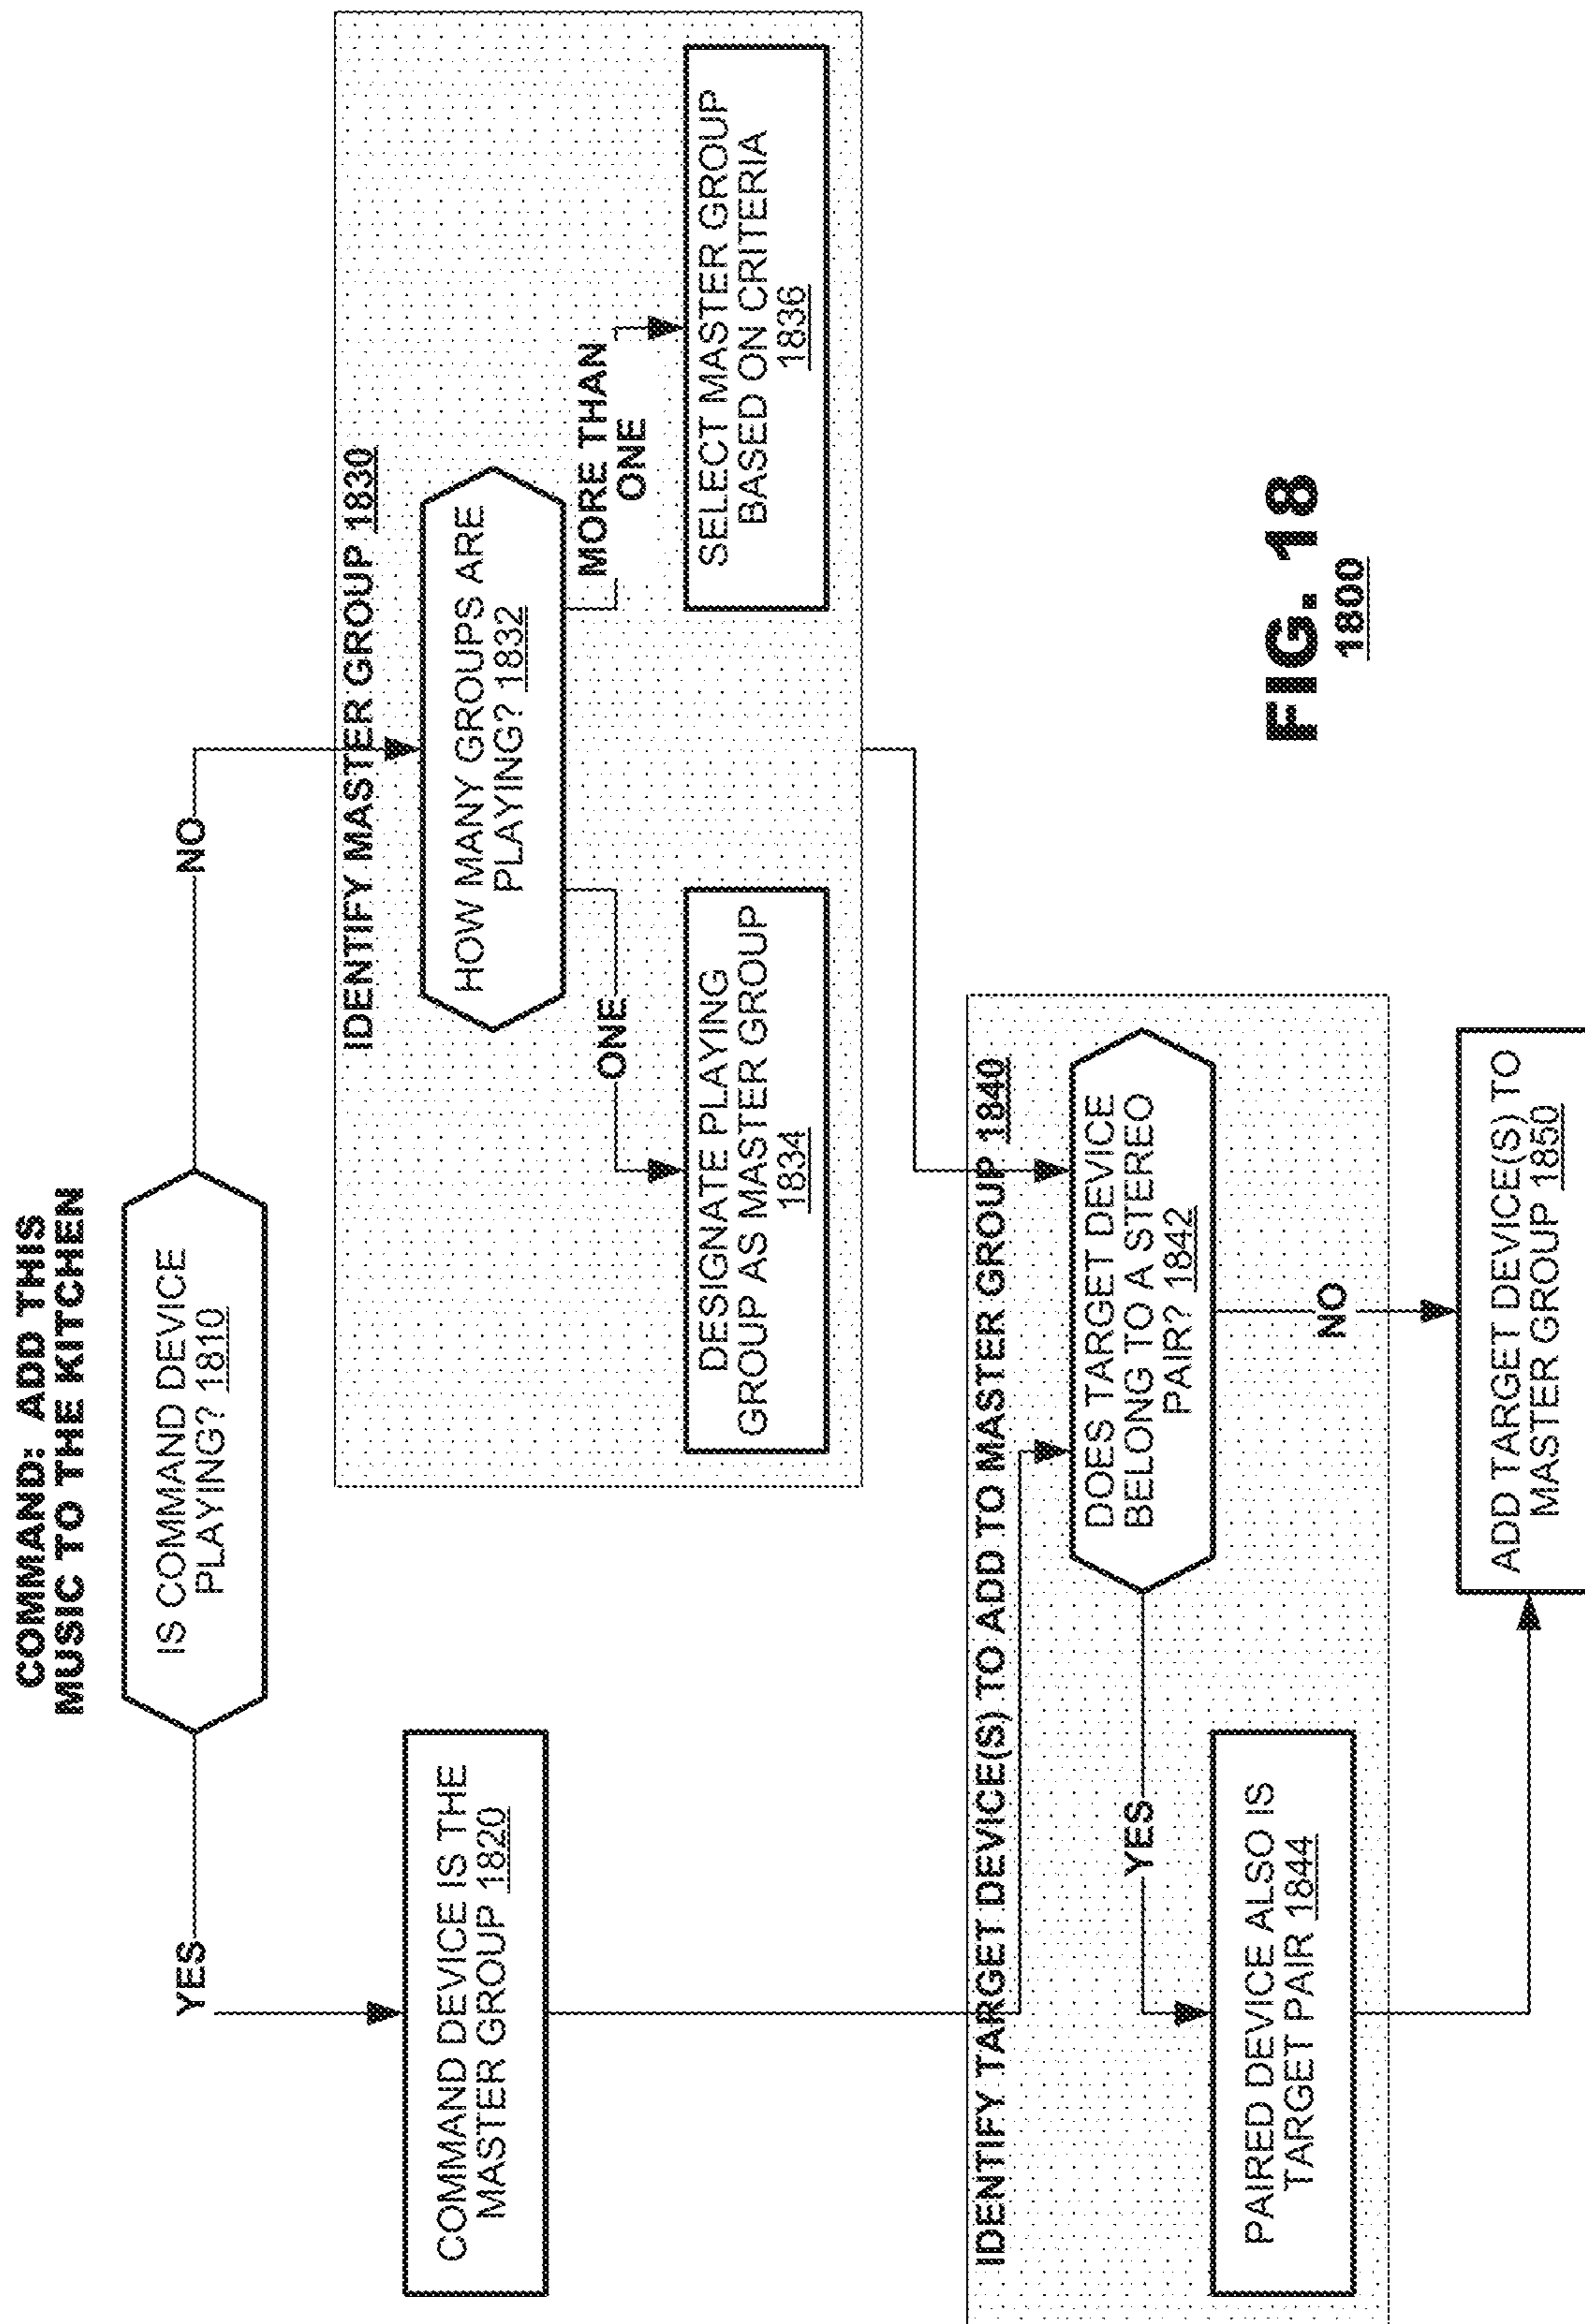 COMMAND: ADD THIS
MUSIC TO THE KITCHEN
IS COMMAND DEVICE
PLAYING? 1810
YES
NO
COMMAND DEVICE IS THE
MASTER GROUP 1820
IDENTIFY MASTER GROUP 1830
HOW MANY GROUPS ARE
PLAYING? 1832
ONE
MORE THAN
ONE
DESIGNATE PLAYING
GROUP AS MASTER GROUP
1834
SELECT MASTER GROUP
BASED ON CRITERIA
1836
IDENTIFY TARGET DEVICE(S) TO ADD TO MASTER GROUP 1840
DOES TARGET DEVICE
BELONG TO A STEREO
PAIR? 1842
YES
NO
PAIRED DEVICE ALSO IS
TARGET PAIR 1844
ADD TARGET DEVICE(S) TO
MASTER GROUP 1850
FIG. 18
1800